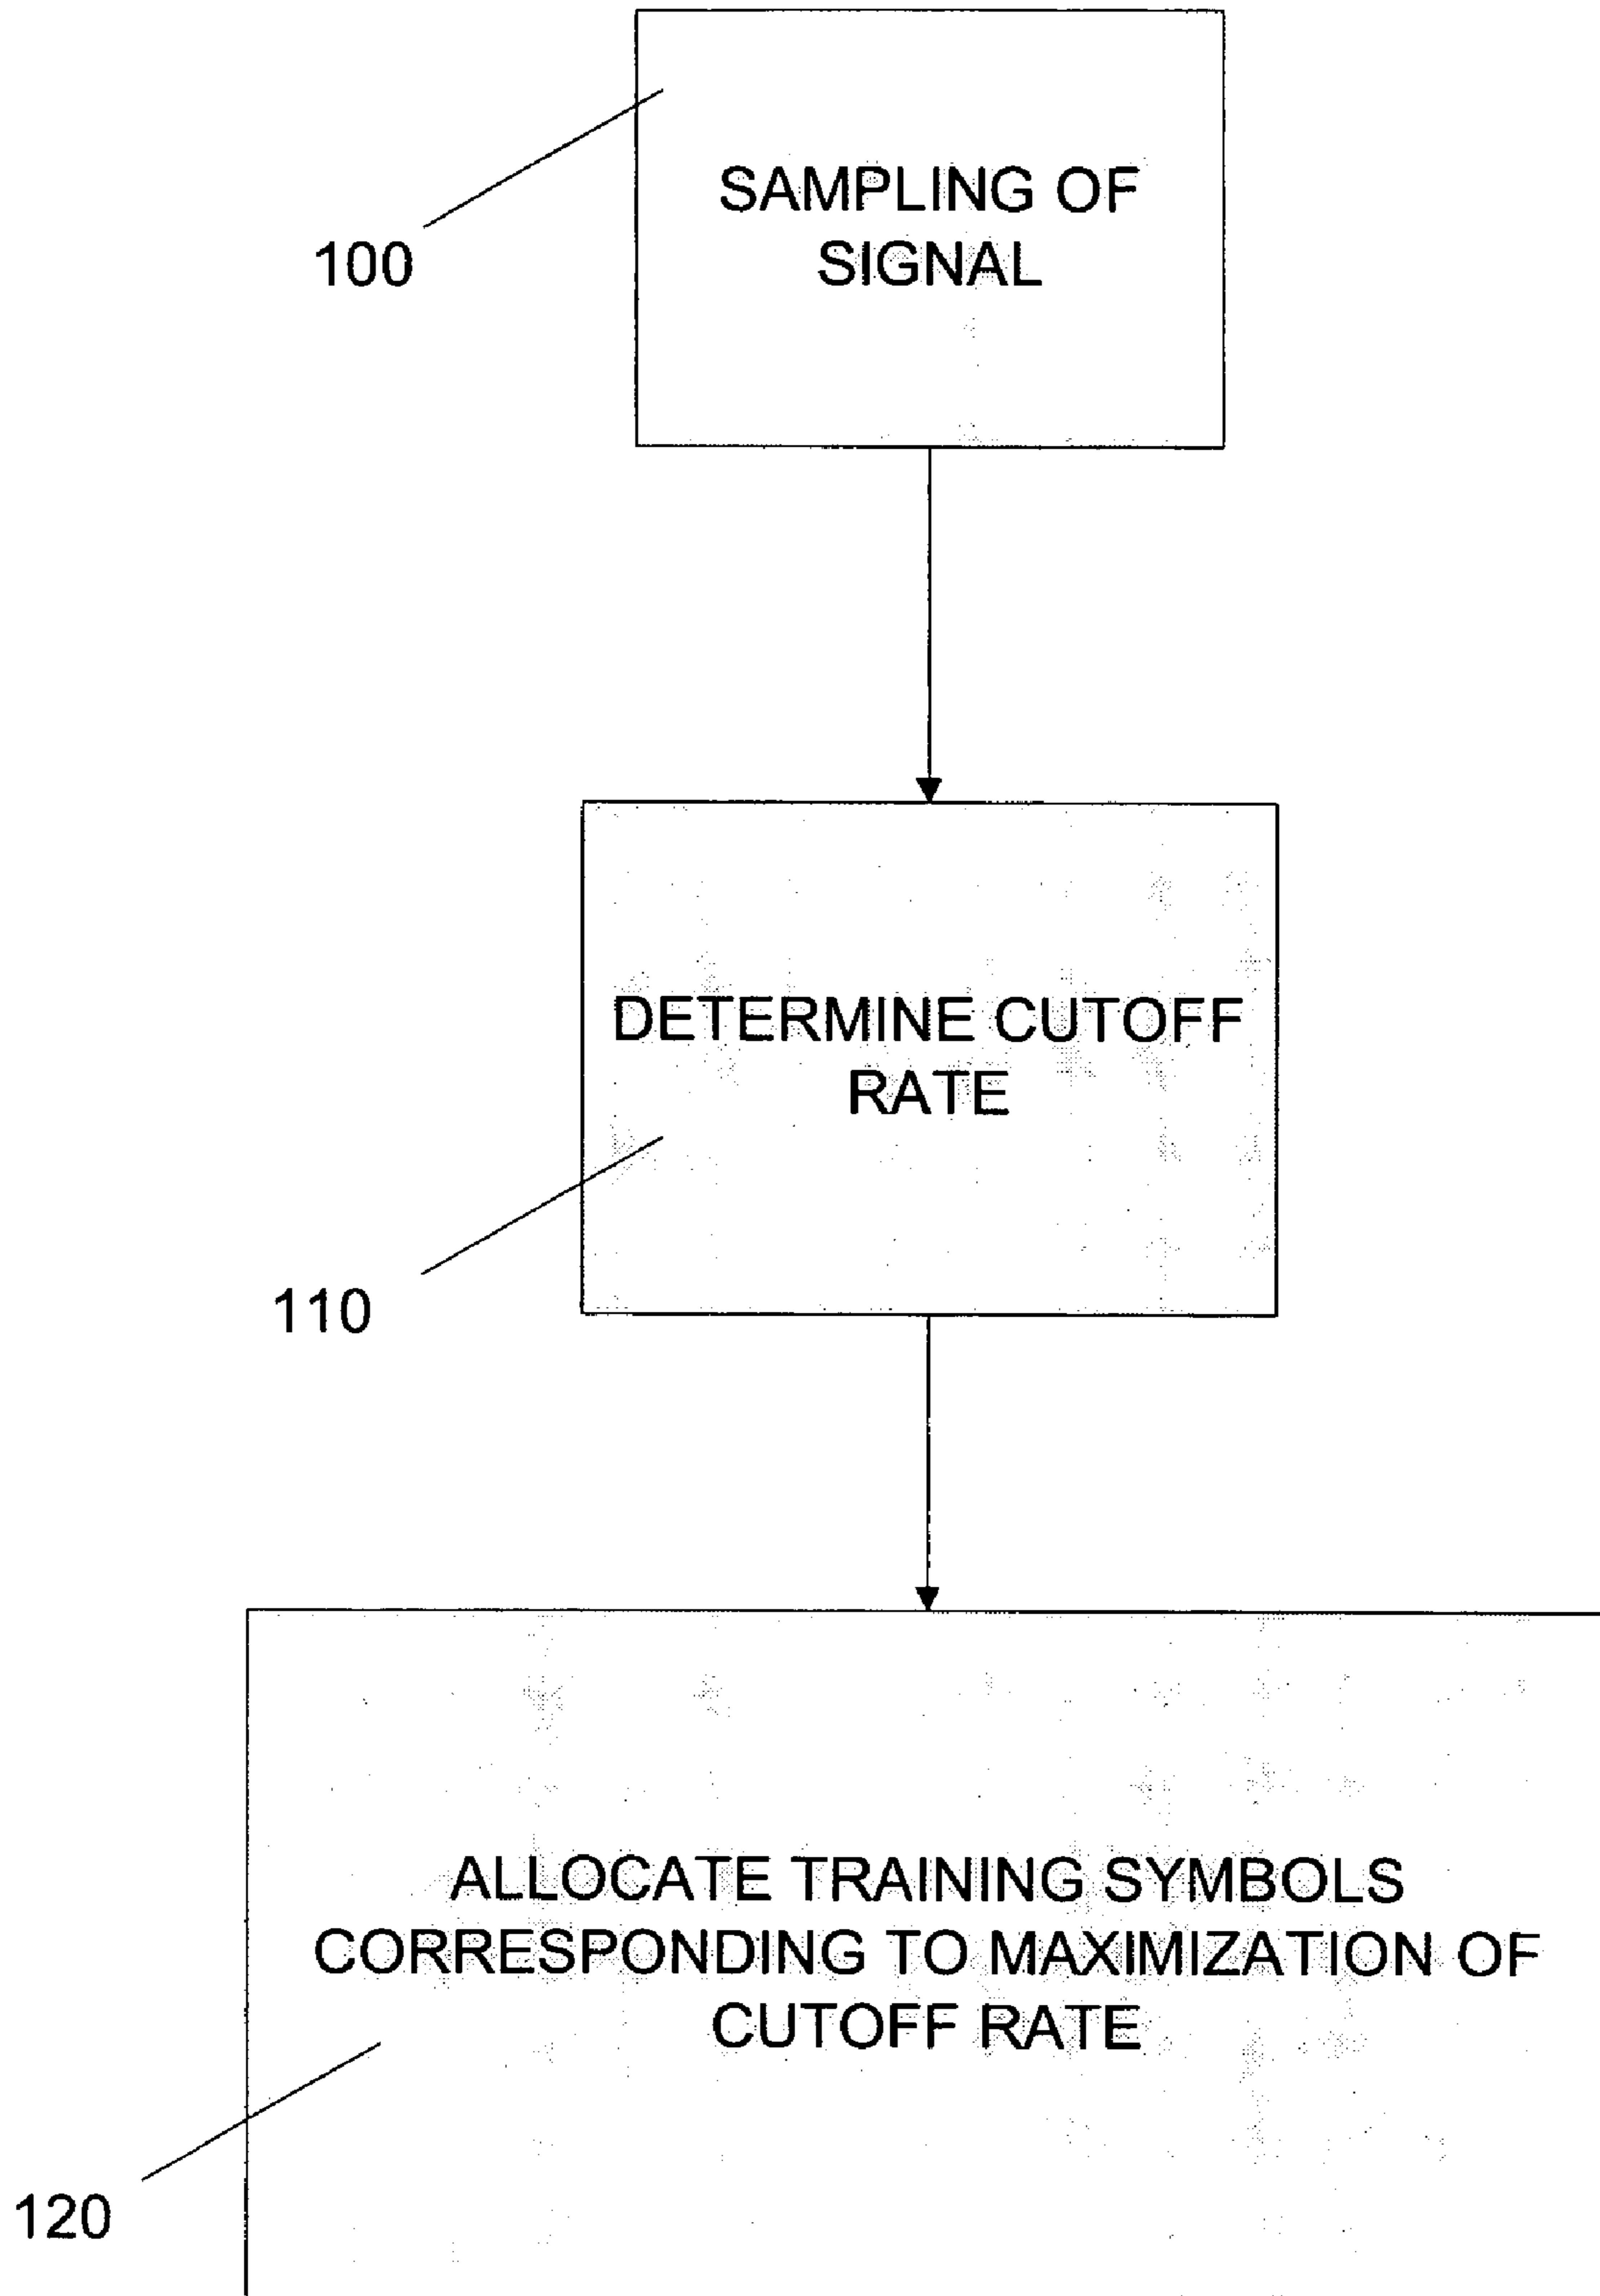 SAMPLING OF
SIGNAL
100
DETERMINE CUTOFF
RATE
110
ALLOCATE TRAINING SYMBOLS
CORRESPONDING TO MAXIMIZATION OF
CUTOFF RATE
120